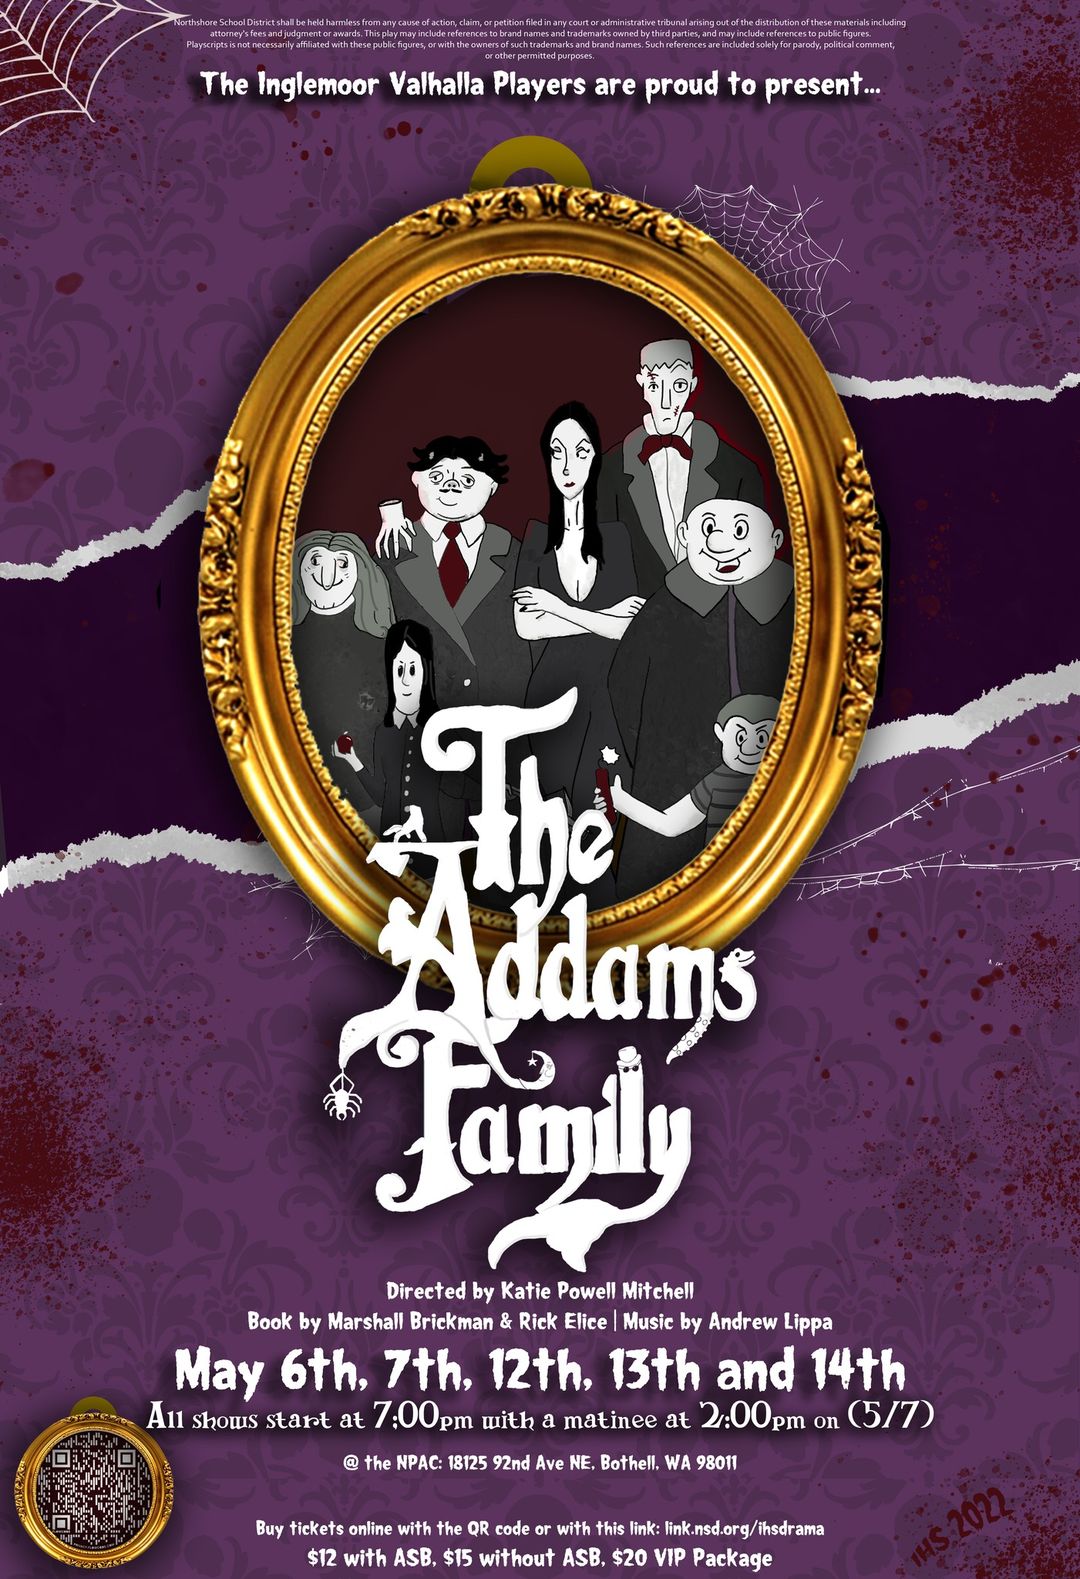 Northshore School District shall be held harmless from any cause of action, claim, or petition filed in any court or administrative tribunal arising out of the distribution of these materials including
attorney's fees and judgment or awards. This play may include references to brand names and trademarks owned by third parties, and may include references to public figures.
Playscripts is not necessarily affiliated with these public figures, or with the owners of such trademarks and brand names. Such references are included solely for parody, political comment,
or other permitted purposes.
The Inglemoor Valhalla Players are proud to present...
The
Addams
Family
Directed by Katie Powell Mitchell
Book by Marshall Brickman & Rick Elice | Music by Andrew Lippa
May 6th, 7th, 12th, 13th and 14th
All shows start at 7:00pm with a matinee at 2:00pm on (5/7)
@ the NPAC: 18125 92nd Ave NE, Bothell, WA 98011
IHS 2022
Buy tickets online with the QR code or with this link: link.nsd.org/ihsdrama
$12 with ASB, $15 without ASB, $20 VIP Package